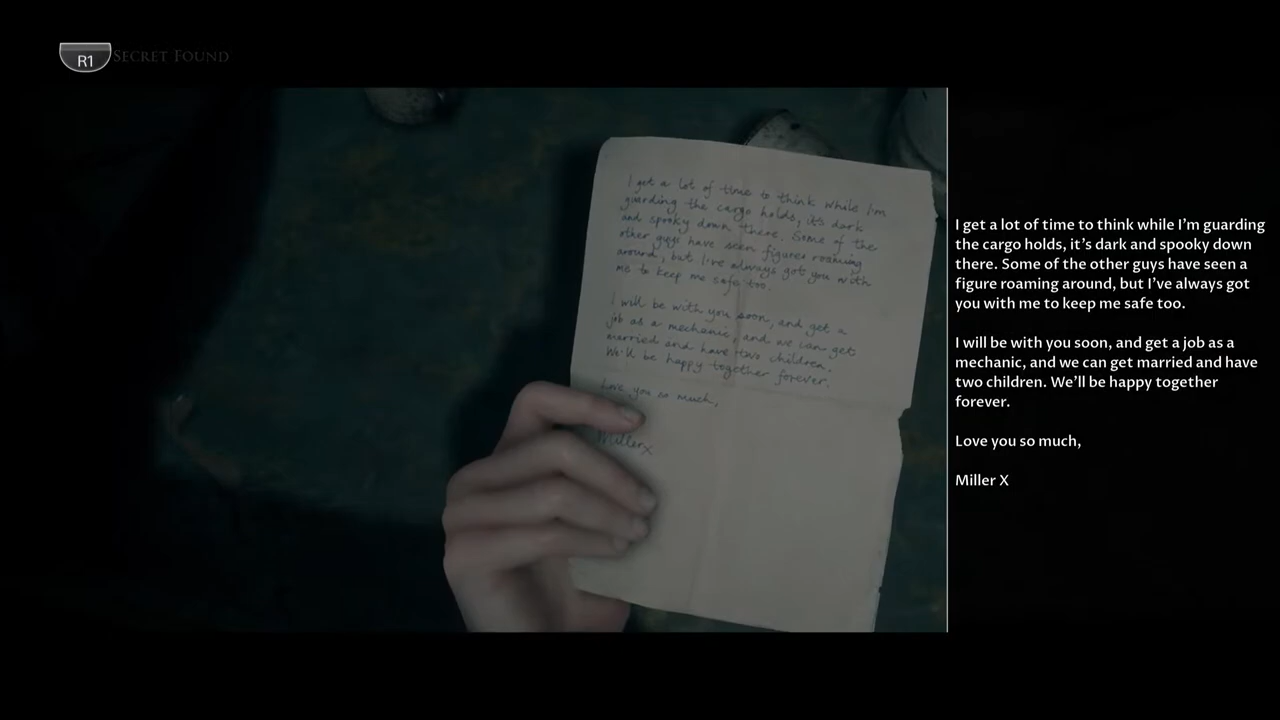 R1
SECRET FOUND
I get a lot of time to think while I'm
guarding the cargo holds, it's dark
and spooky down there. Some of the
other guys have seen figures roaming
around, but I've always got you with
me to keep me safe too.
I will be with you soon, and get a
job as a mechanic, and we can get
married and have two children.
We'll be happy together forever.
Love you so much,
Miller x
I get a lot of time to think while I'm guarding
the cargo holds, it's dark and spooky down
there. Some of the other guys have seen a
figure roaming around, but I've always got
you with me to keep me safe too.
I will be with you soon, and get a job as a
mechanic, and we can get married and have
two children. We'll be happy together
forever.
Love you so much,
Miller X